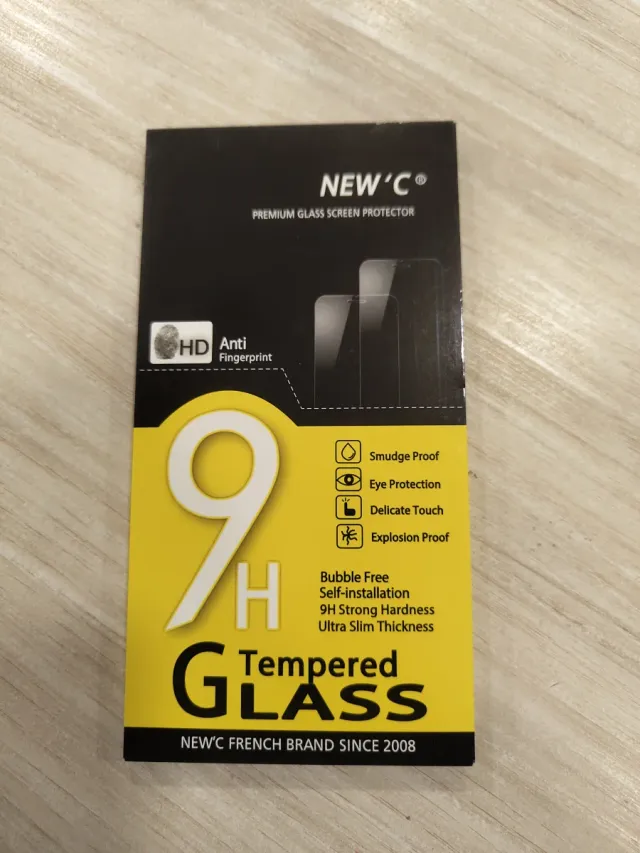 NEW'C®
PREMIUM GLASS SCREEN PROTECTOR
HD
Anti
Fingerprint
9H
Smudge Proof
Eye Protection
Delicate Touch
Explosion Proof
Bubble Free
Self-installation
9H Strong Hardness
Ultra Slim Thickness
Tempered
GLASS
NEW'C FRENCH BRAND SINCE 2008